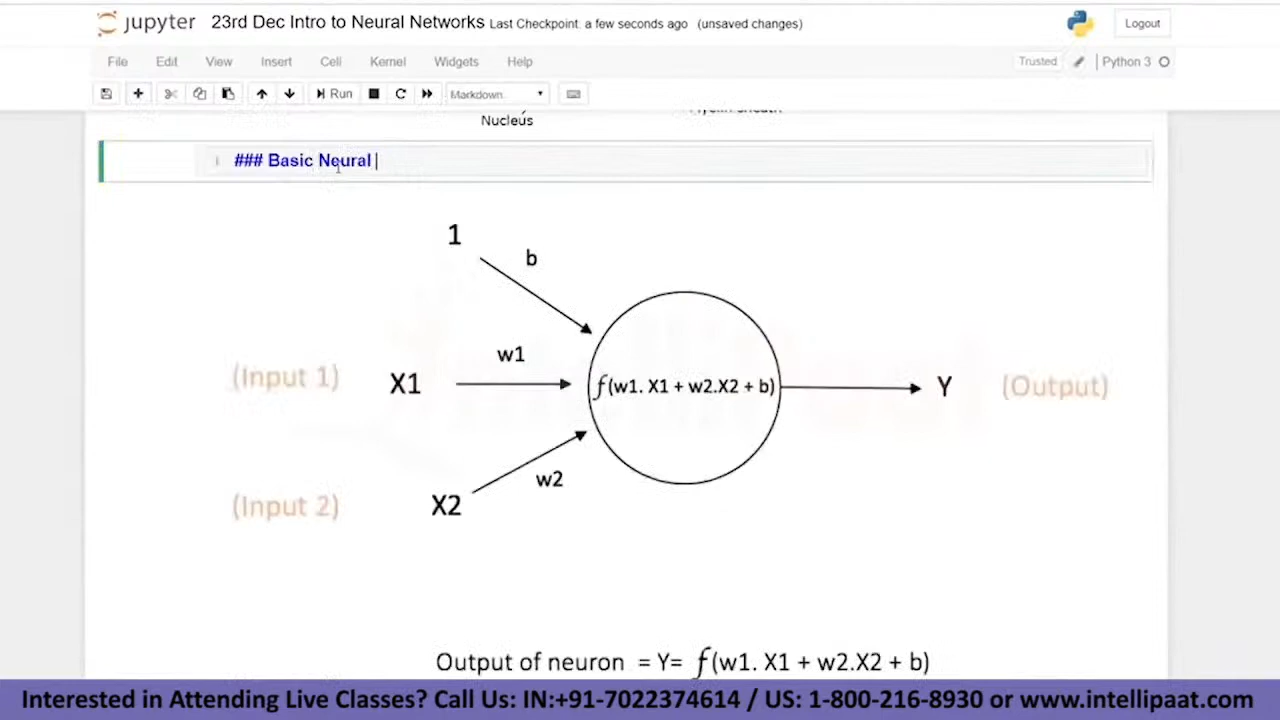 jupyter 23rd Dec Intro to Neural Networks Last Checkpoint: a few seconds ago (unsaved changes) Logout
File Edit View Insert Cell Kernel Widgets Help Trusted Python 3
Run Markdown
Nucleus
### Basic Neural
1
b
w1
(Input 1) X1 f(w1. X1 + w2.X2 + b) Y (Output)
w2
(Input 2) X2
Output of neuron = Y= f(w1. X1 + w2.X2 + b)
Interested in Attending Live Classes? Call Us: IN:+91-7022374614 / US: 1-800-216-8930 or www.intellipaat.com